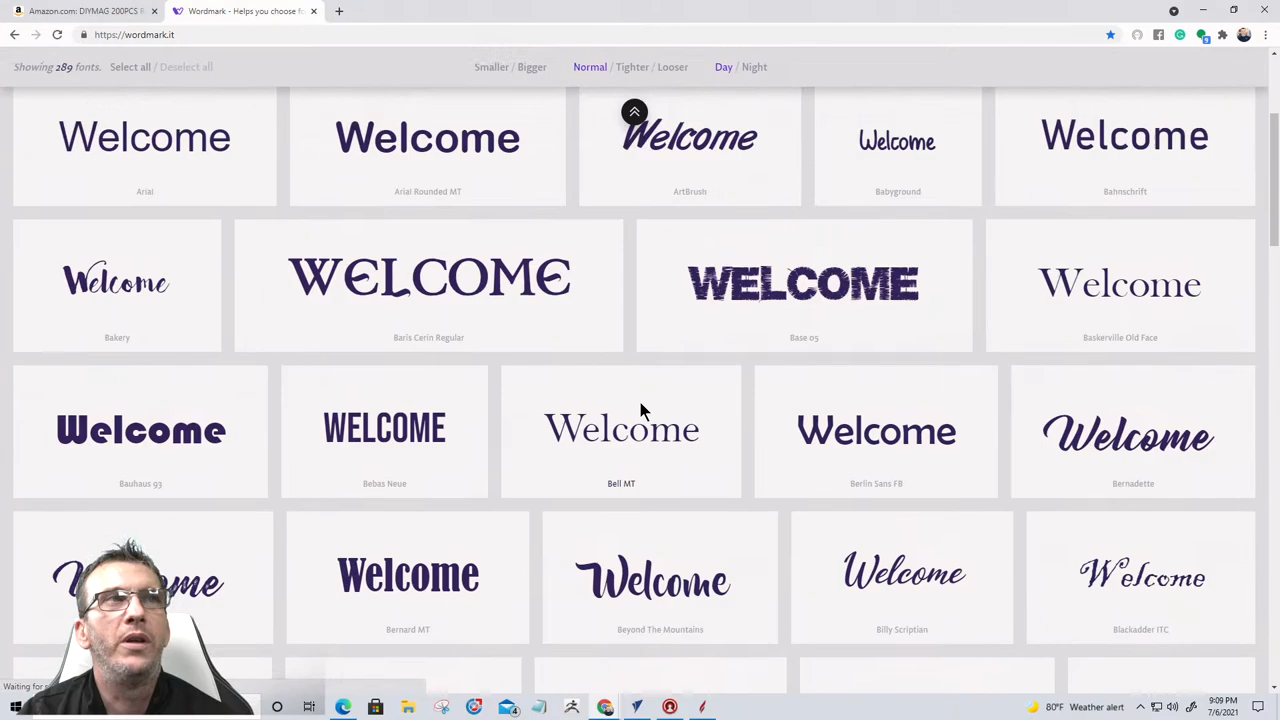 Amazon.com: DIYMAG 200PCS R
Wordmark - Helps you choose fo
https://wordmark.it
Showing 289 fonts. Select all / Deselect all
Smaller / Bigger
Normal / Tighter / Looser
Day / Night
Welcome
Welcome
Welcome
Welcome
Welcome
Arial
Arial Rounded MT
ArtBrush
Babyground
Bahnschrift
Welcome
WELCOME
WELCOME
Welcome
Bakery
Baris Cerin Regular
Base 05
Baskerville Old Face
Welcome
WELCOME
Welcome
Welcome
Welcome
Bauhaus 93
Bebas Neue
Bell MT
Berlin Sans FB
Bernadette
Welcome
Welcome
Welcome
Welcome
Bernard MT
Beyond The Mountains
Billy Scriptian
Blackadder ITC
Waiting for
80°F Weather alert
9:09 PM
7/6/2021